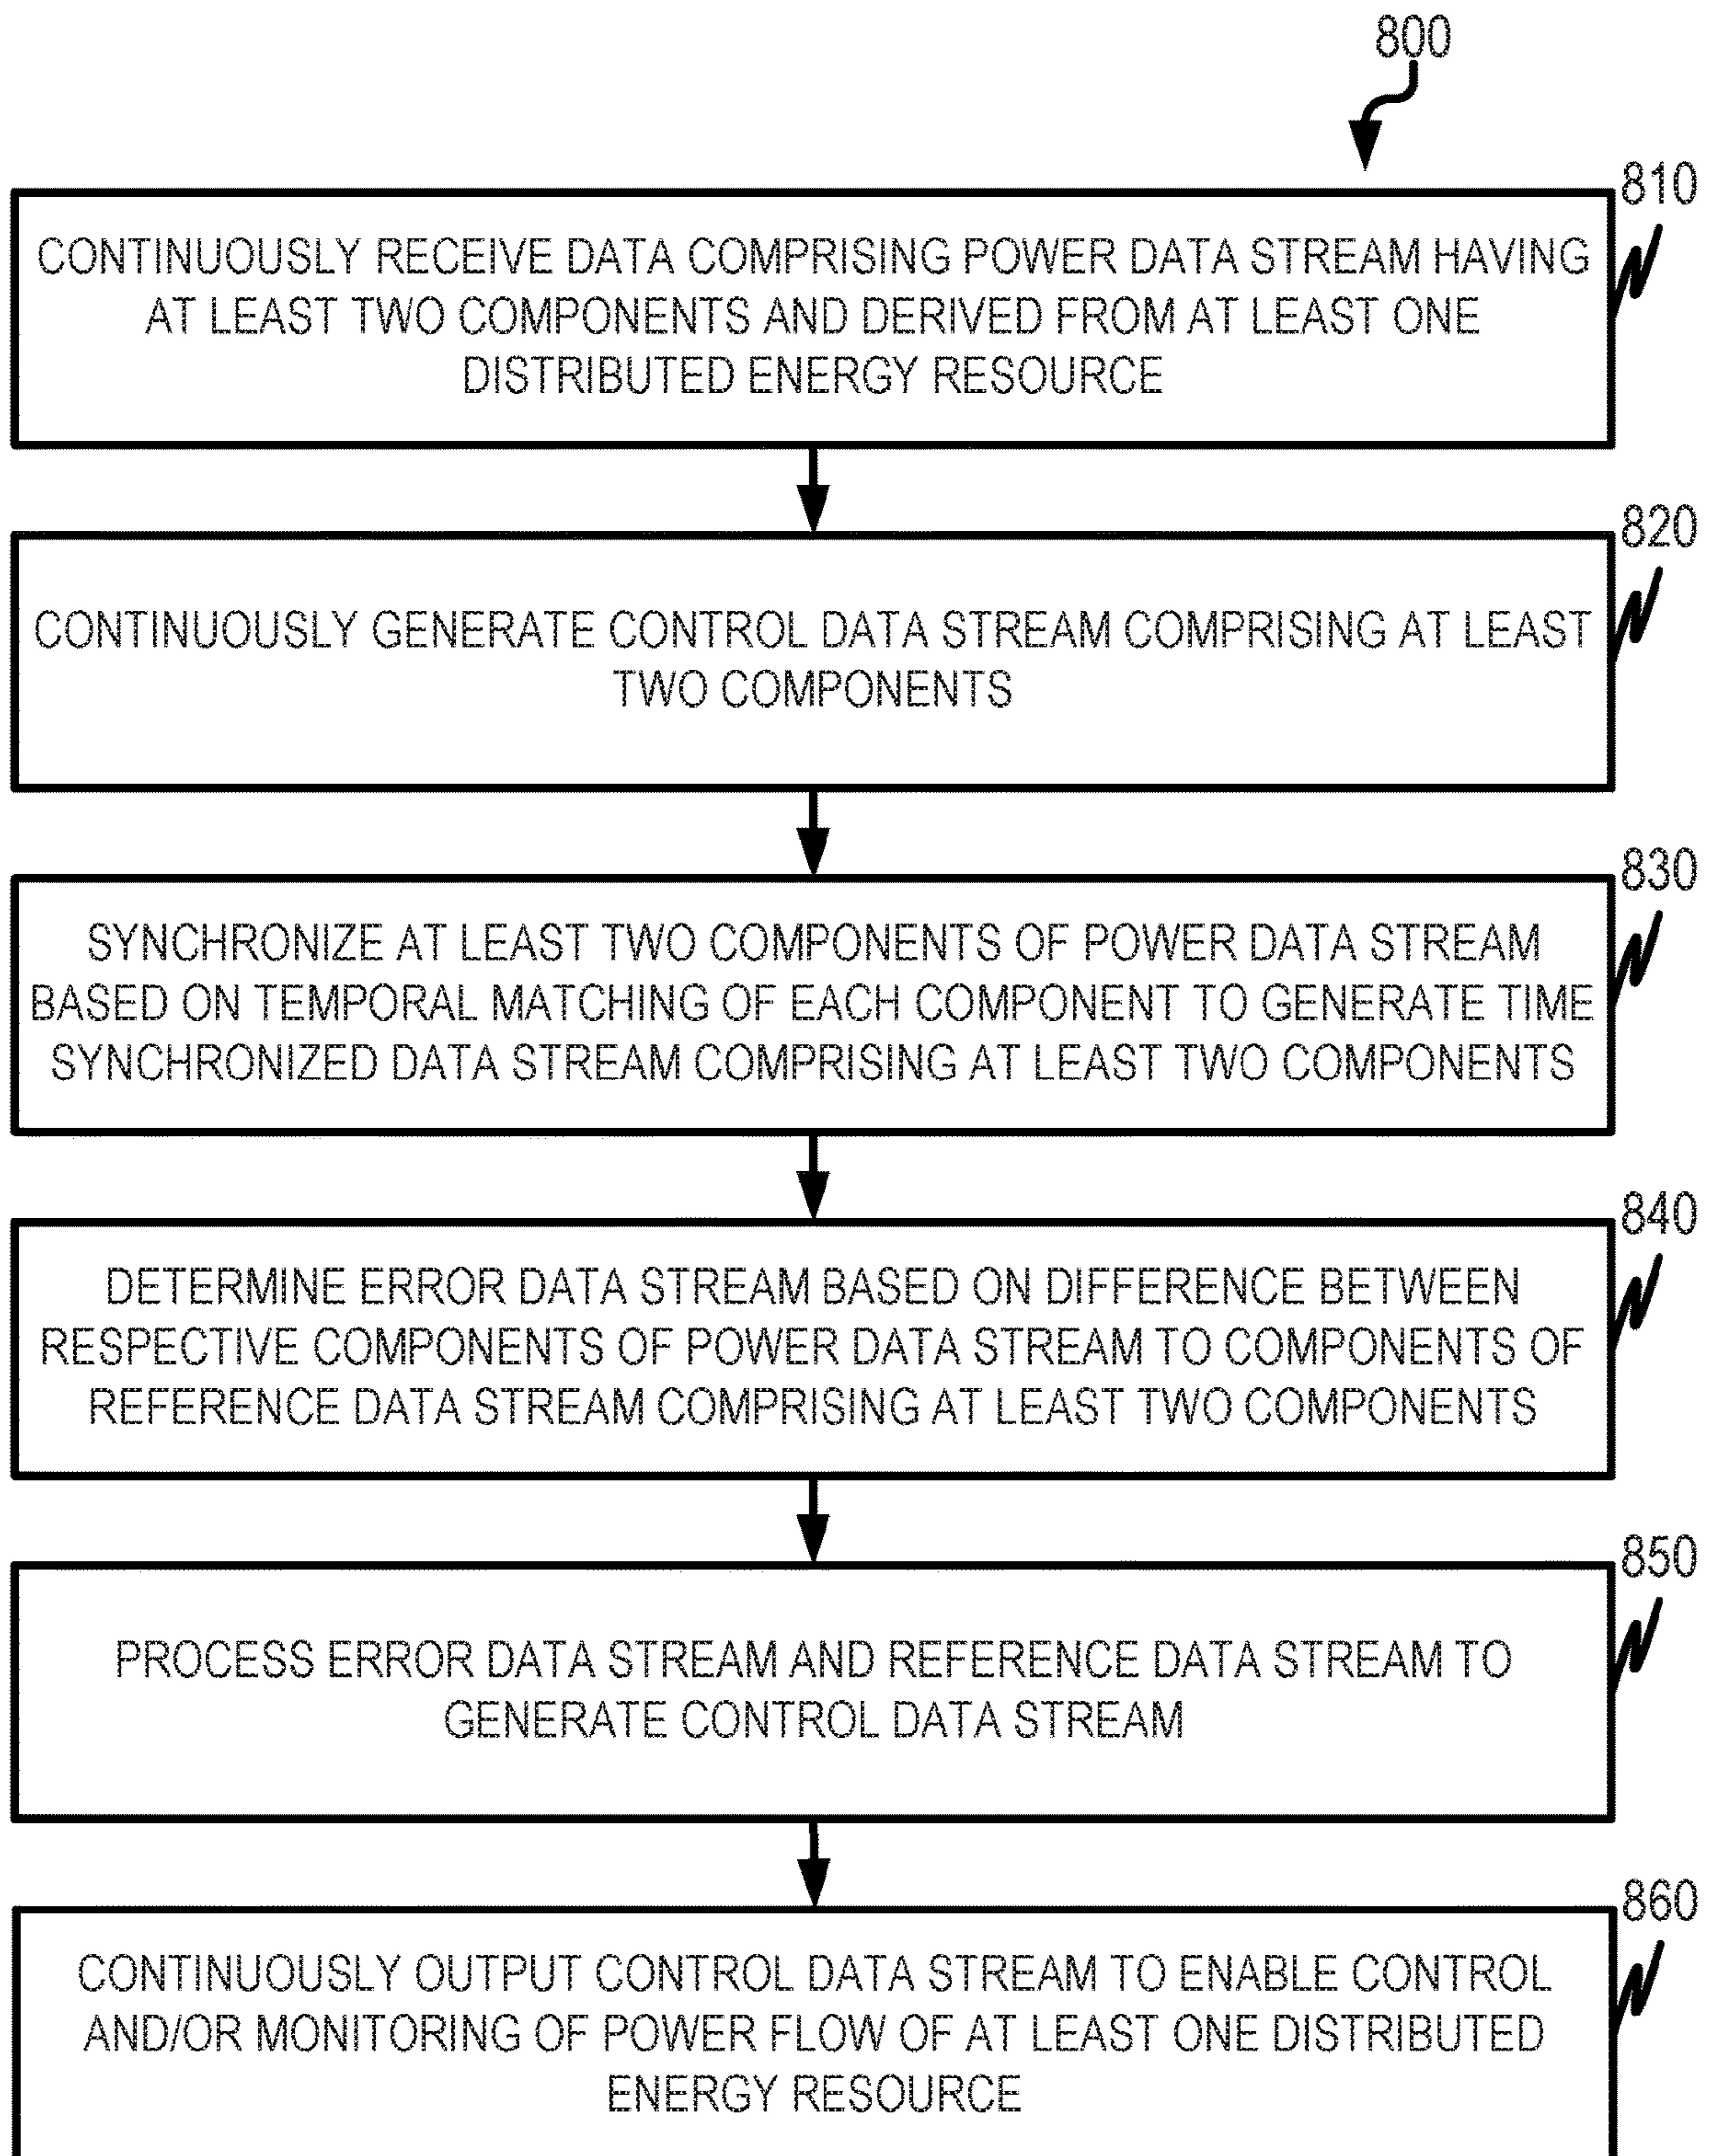 800
810
CONTINUOUSLY RECEIVE DATA COMPRISING POWER DATA STREAM HAVING
AT LEAST TWO COMPONENTS AND DERIVED FROM AT LEAST ONE
DISTRIBUTED ENERGY RESOURCE
820
CONTINUOUSLY GENERATE CONTROL DATA STREAM COMPRISING AT LEAST
TWO COMPONENTS
830
SYNCHRONIZE AT LEAST TWO COMPONENTS OF POWER DATA STREAM
BASED ON TEMPORAL MATCHING OF EACH COMPONENT TO GENERATE TIME
SYNCHRONIZED DATA STREAM COMPRISING AT LEAST TWO COMPONENTS
840
DETERMINE ERROR DATA STREAM BASED ON DIFFERENCE BETWEEN
RESPECTIVE COMPONENTS OF POWER DATA STREAM TO COMPONENTS OF
REFERENCE DATA STREAM COMPRISING AT LEAST TWO COMPONENTS
850
PROCESS ERROR DATA STREAM AND REFERENCE DATA STREAM TO
GENERATE CONTROL DATA STREAM
860
CONTINUOUSLY OUTPUT CONTROL DATA STREAM TO ENABLE CONTROL
AND/OR MONITORING OF POWER FLOW OF AT LEAST ONE DISTRIBUTED
ENERGY RESOURCE